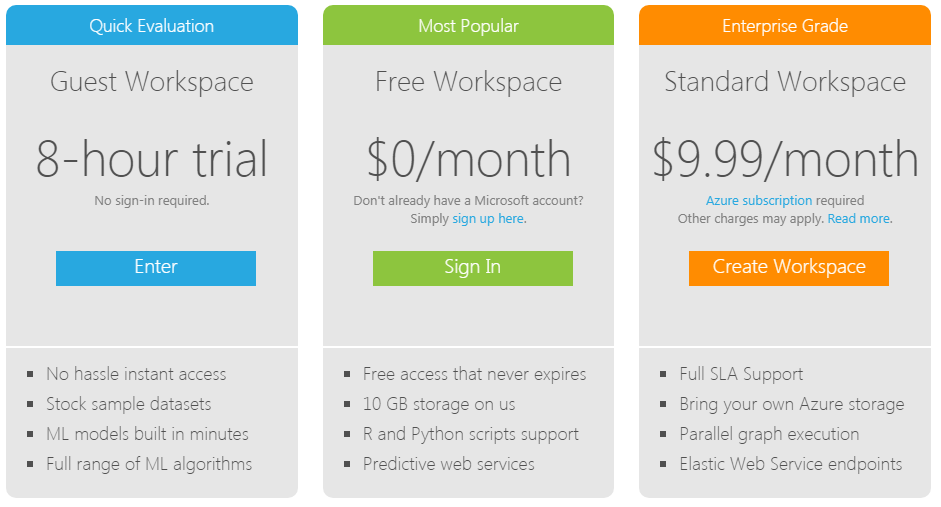 Quick Evaluation
Guest Workspace
8-hour trial
No sign-in required.
Enter
No hassle instant access
Stock sample datasets
ML models built in minutes
Full range of ML algorithms
Most Popular
Free Workspace
$0/month
Don't already have a Microsoft account?
Simply sign up here.
Sign In
Free access that never expires
10 GB storage on us
R and Python scripts support
Predictive web services
Enterprise Grade
Standard Workspace
$9.99/month
Azure subscription required
Other charges may apply. Read more.
Create Workspace
Full SLA Support
Bring your own Azure storage
Parallel graph execution
Elastic Web Service endpoints